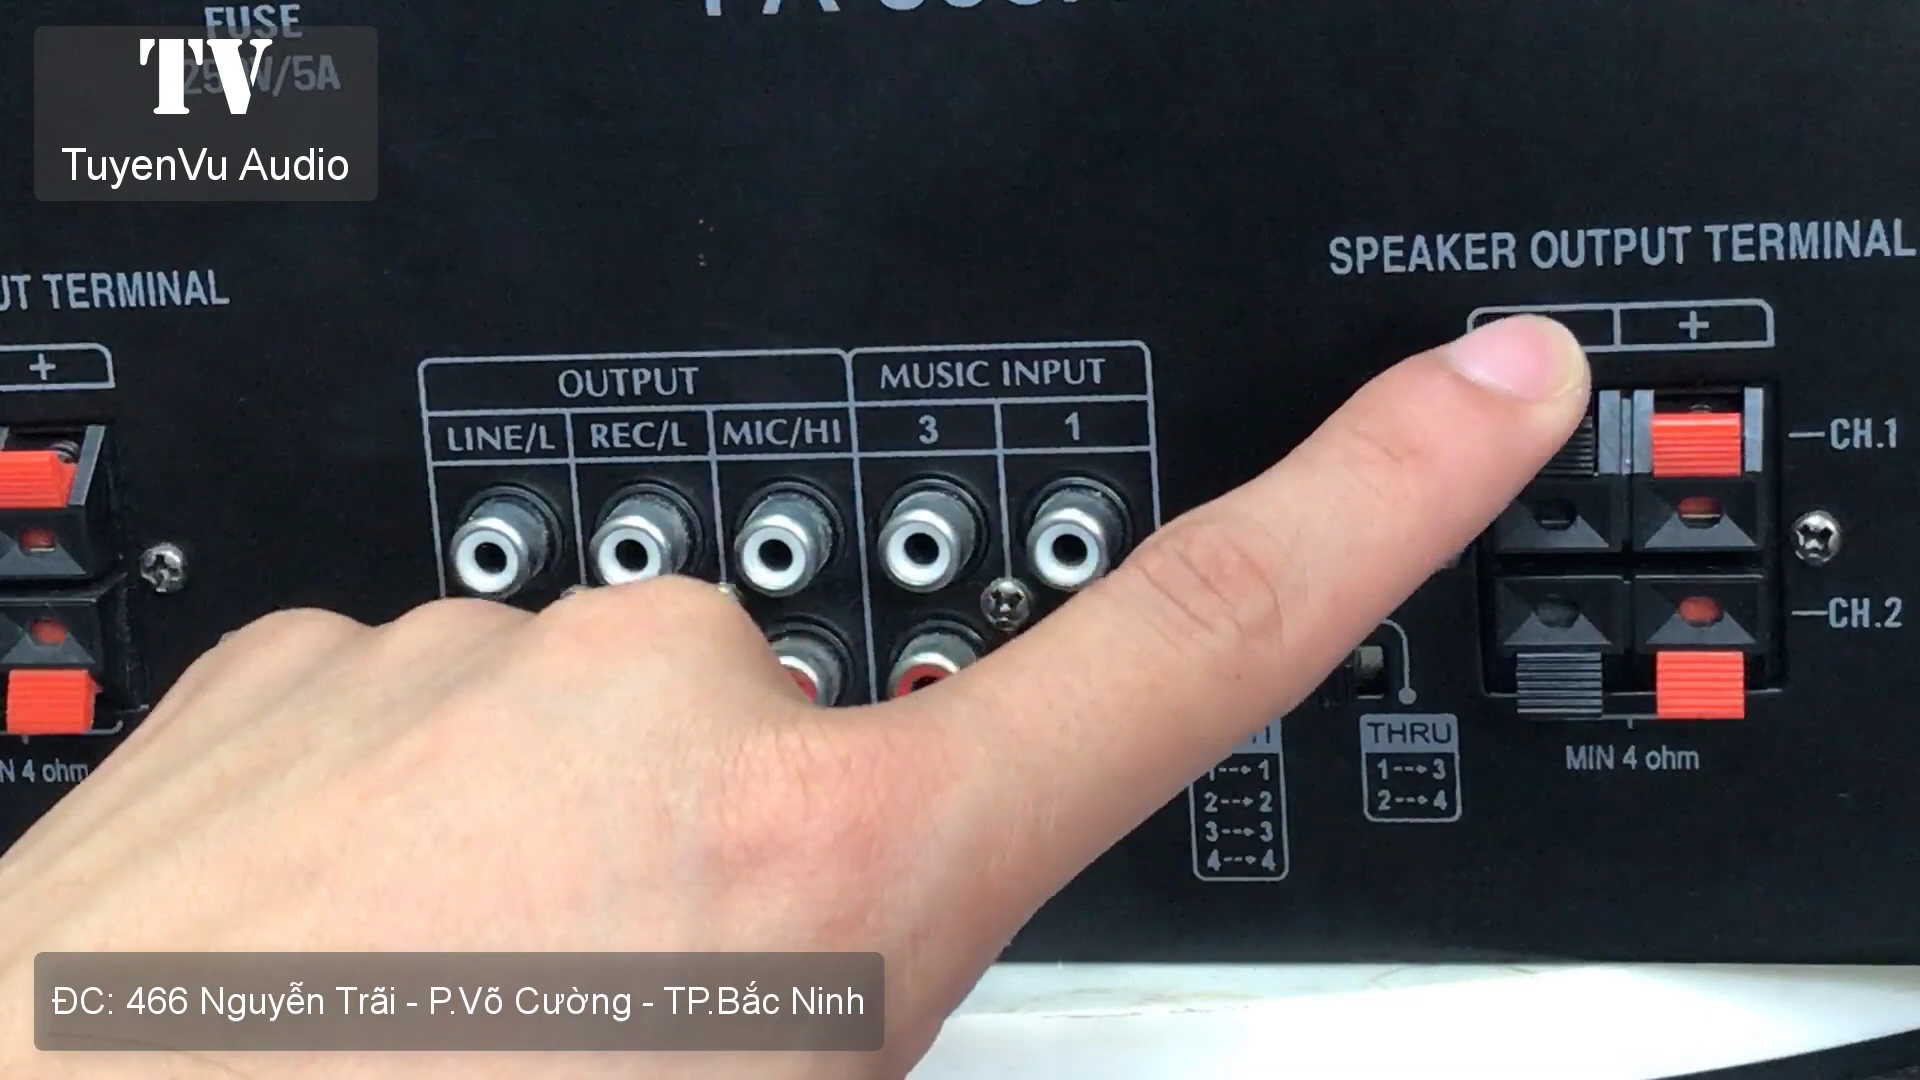 FUSE
250V/5A
TV
TuyenVu Audio
SPEAKER OUTPUT TERMINAL
TERMINAL
+
+
OUTPUT
MUSIC INPUT
LINE/L
REC/L
MIC/HI
3
1
CH.1
CH.2
MIN 4 ohm
4 ohm
THRU
1--→3
2--→4
1--→1
2--→2
3--→3
4--→4
ĐC: 466 Nguyễn Trãi - P.Võ Cường - TP.Bắc Ninh